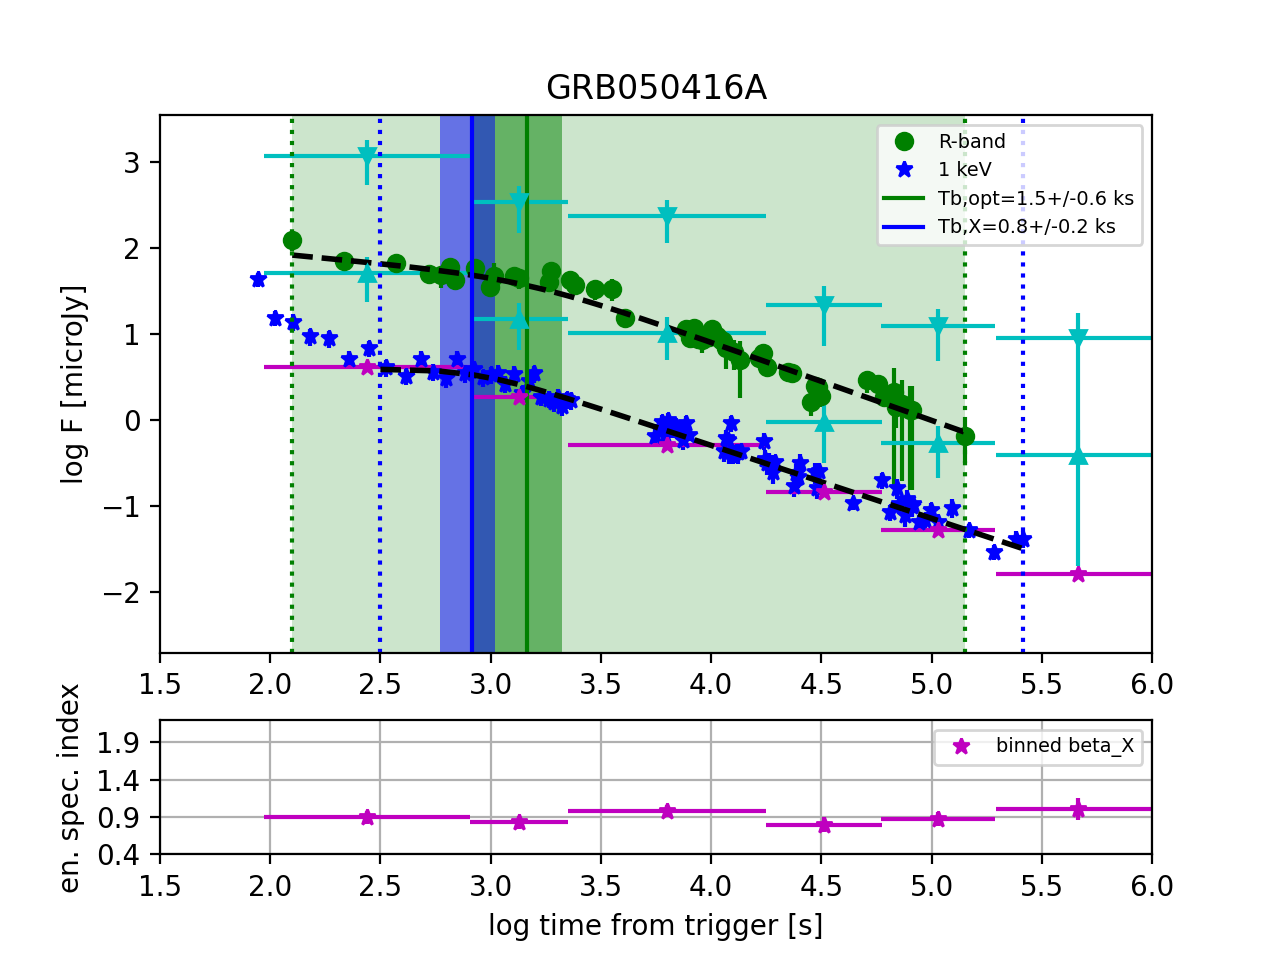 GRB050416A
log F [microJy]
3
2
1
0
−1
−2
R-band
1 keV
Tb,opt=1.5+/-0.6 ks
Tb,X=0.8+/-0.2 ks
1.5 2.0 2.5 3.0 3.5 4.0 4.5 5.0 5.5 6.0
en. spec. index
1.9
1.4
0.9
0.4
binned beta_X
1.5 2.0 2.5 3.0 3.5 4.0 4.5 5.0 5.5 6.0
log time from trigger [s]